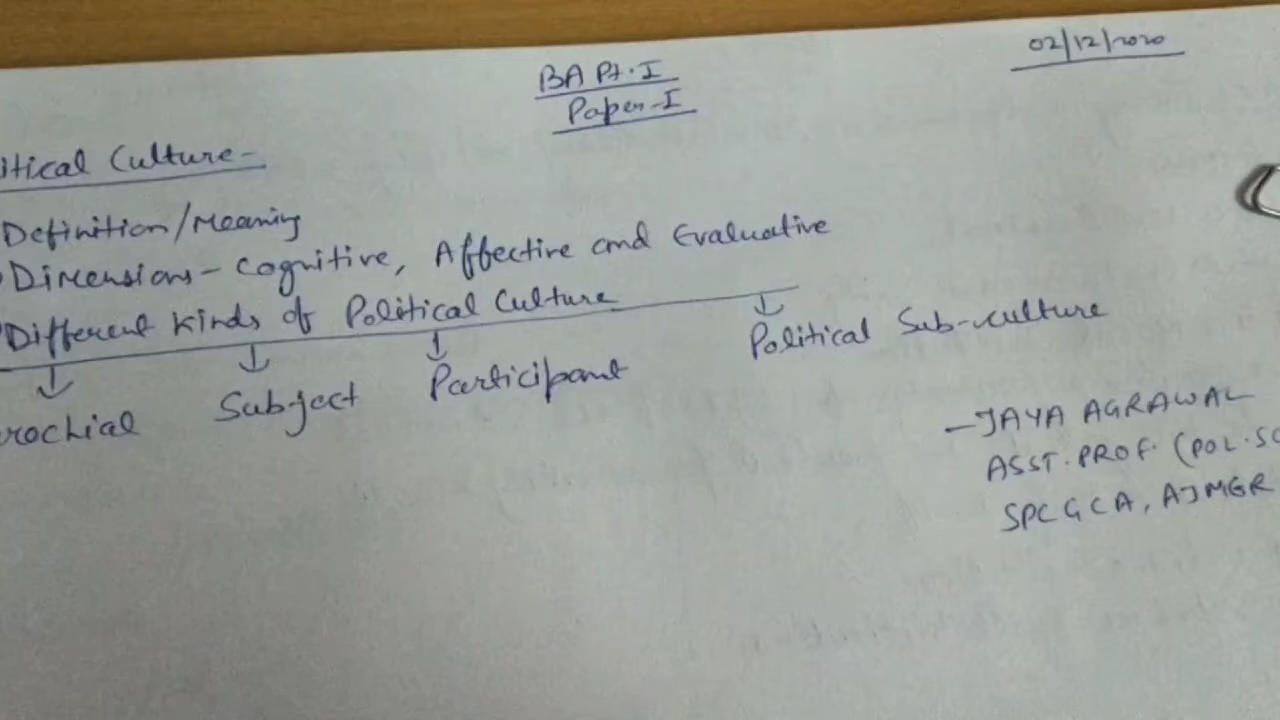 BA Pt. I
Paper-I
02/12/2020
itical Culture-
Definition/Meaning
Dimensions - Cognitive, Affective and Evaluative
Different Kinds of Political Culture
rochial
Subject
Participant
Political Sub-culture
- JAYA AGRAWAL
ASST. PROF. (POL. SC
SPCGCA, AJMER